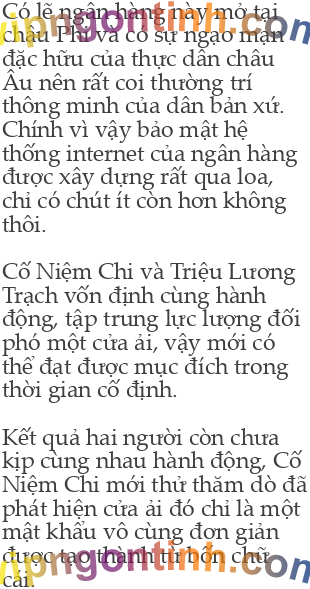 Có lẽ ngân hàng này mở tại
châu Phi và có sự ngạo mạn
đặc hữu của thực dân châu
Âu nên rất coi thường trí
thông minh của dân bản xứ.
Chính vì vậy bảo mật hệ
thống internet của ngân hàng
được xây dựng rất qua loa,
chỉ có chút ít còn hơn không
thôi.

Cố Niệm Chi và Triệu Lương
Trạch vốn định cùng hành
động, tập trung lực lượng đối
phó một cửa ải, vậy mới có
thể đạt được mục đích trong
thời gian cố định.

Kết quả hai người còn chưa
kịp cùng nhau hành động, Cố
Niệm Chi mới thử thăm dò đã
phát hiện cửa ải đó chỉ là một
mật khẩu vô cùng đơn giản
được tạo thành từ bốn chữ
cái.
vipngontinh.com
vipngontinh.com